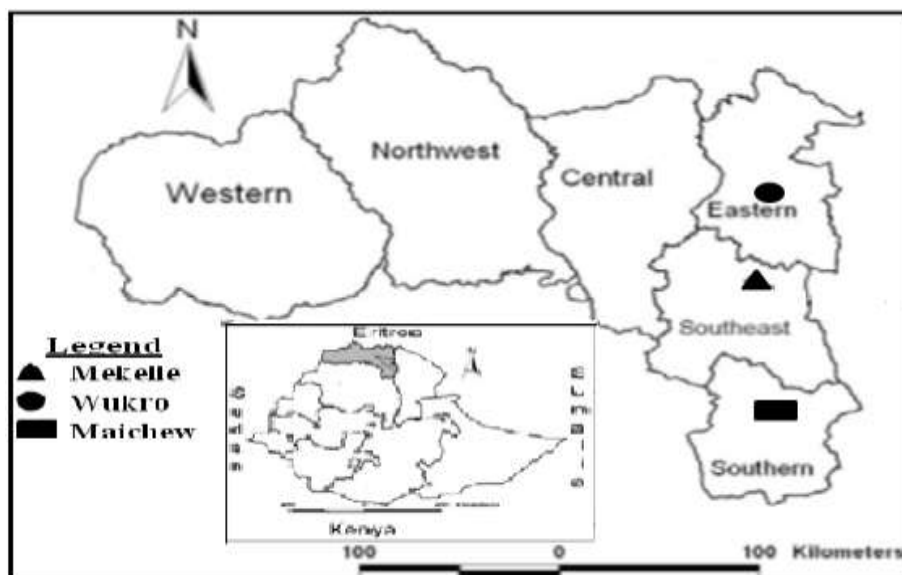 N
Northwest
Central
Western
Eastern
Southeast
Legend
Mekelle
Wukro
Maichew
Southern
Eritrea
N
Kenya
100 0 100 Kilometers